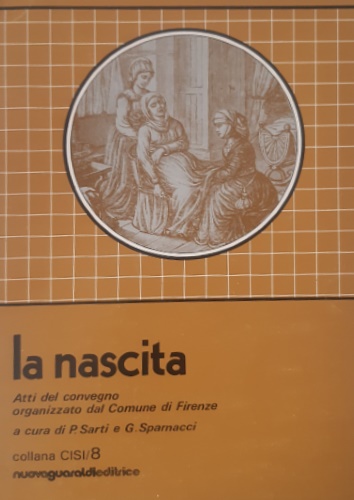 la nascita
Atti del convegno
organizzato dal Comune di Firenze
a cura di P. Sarti e G. Sparnacci
collana CISI/8
nuovaguaraldieditrice